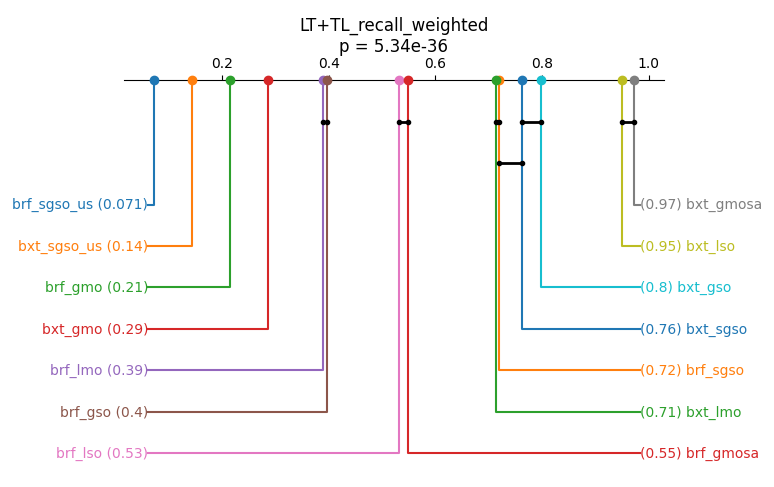 LT+TL_recall_weighted
p = 5.34e-36
0.2 0.4 0.6 0.8 1.0
brf_sgso_us (0.071) (0.97) bxt_gmosa
bxt_sgso_us (0.14) (0.95) bxt_lso
brf_gmo (0.21) (0.8) bxt_gso
bxt_gmo (0.29) (0.76) bxt_sgso
brf_lmo (0.39) (0.72) brf_sgso
brf_gso (0.4) (0.71) bxt_lmo
brf_lso (0.53) (0.55) brf_gmosa